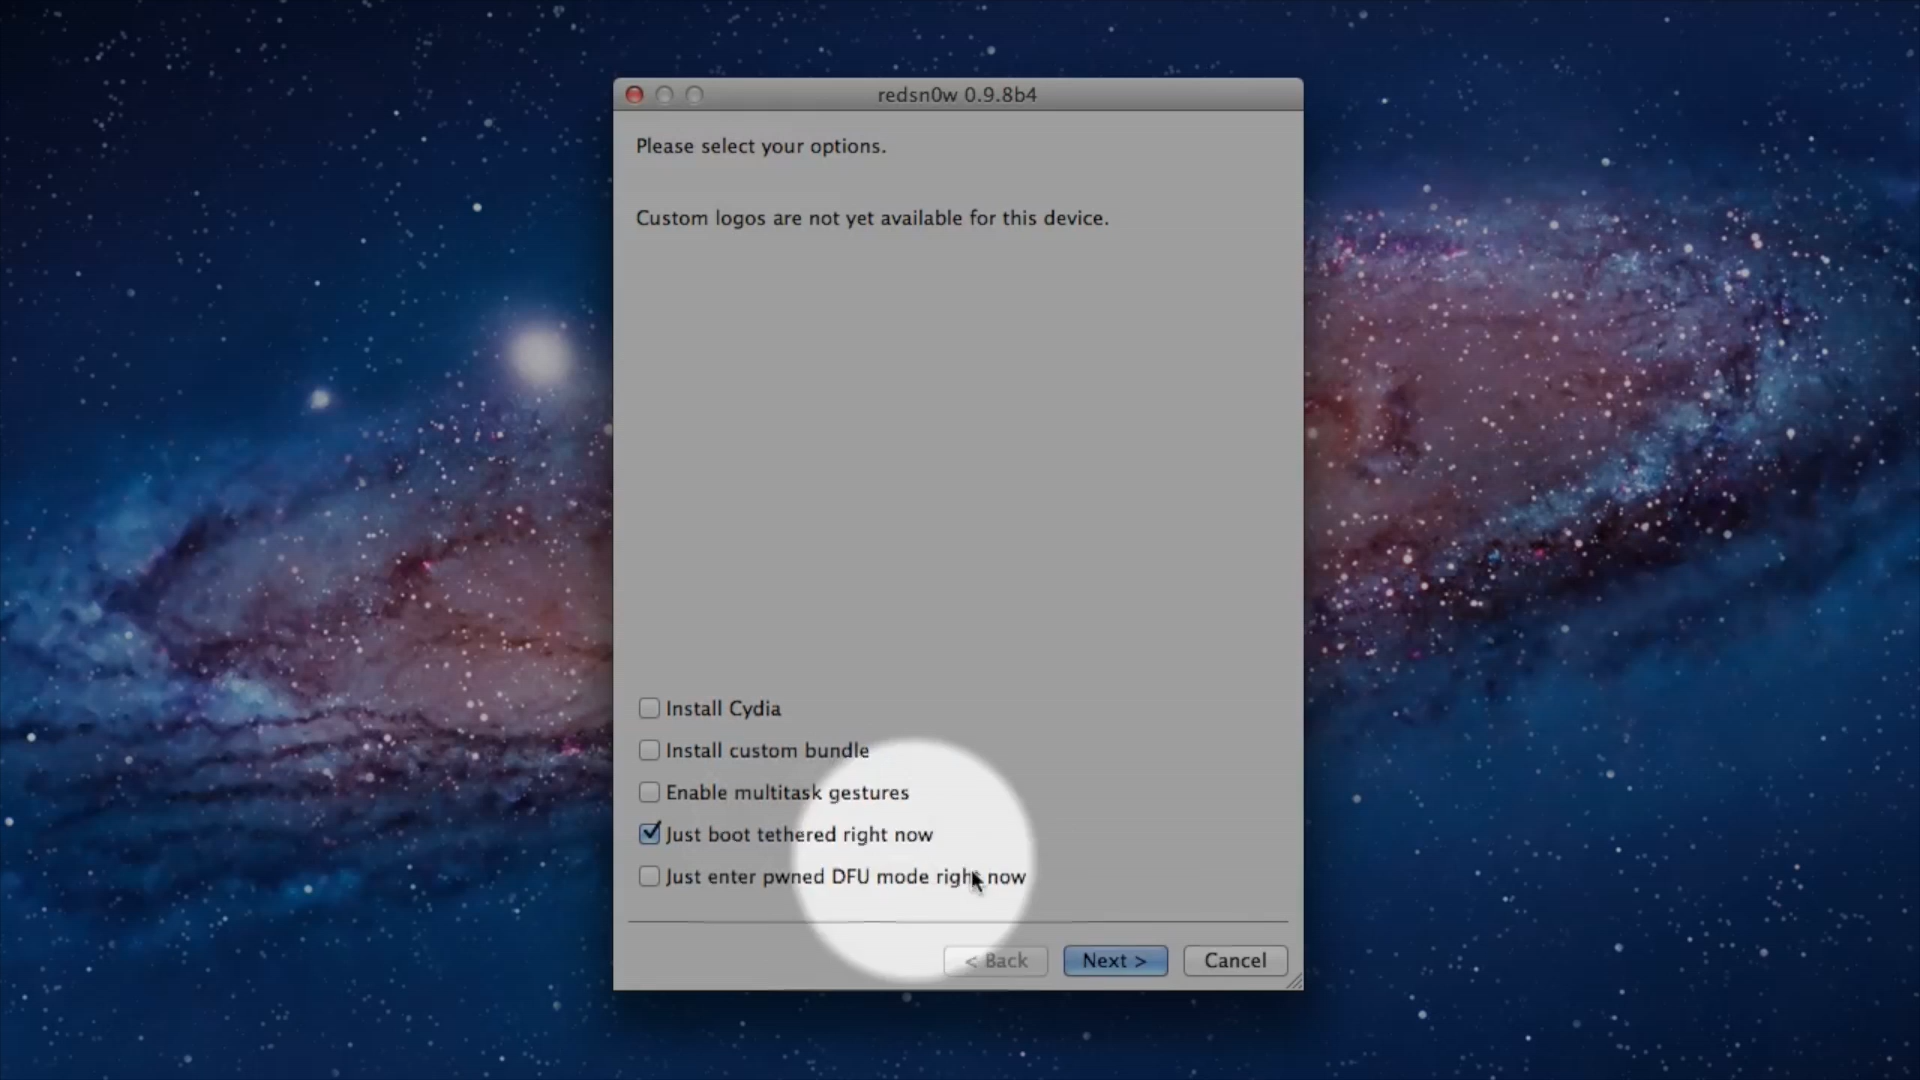 redsn0w 0.9.8b4
Please select your options.
Custom logos are not yet available for this device.
Install Cydia
Install custom bundle
Enable multitask gestures
Just boot tethered right now
Just enter pwned DFU mode right now
< Back
Next >
Cancel